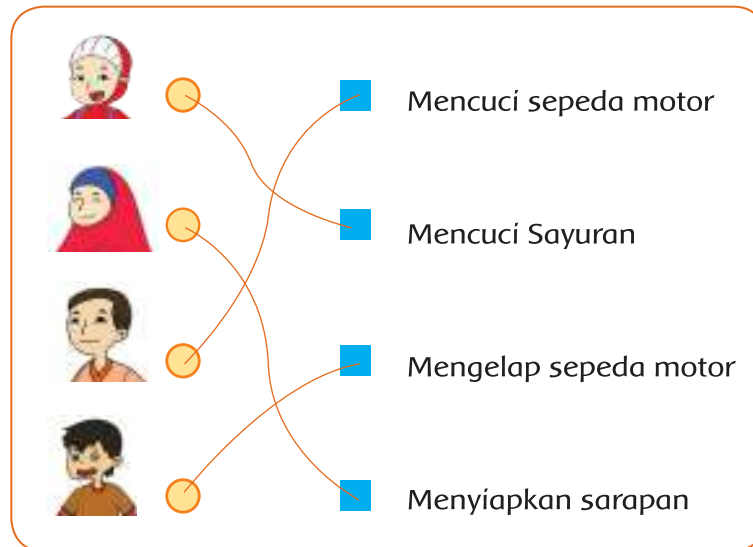 Mencuci sepeda motor
Mencuci Sayuran
Mengelap sepeda motor
Menyiapkan sarapan